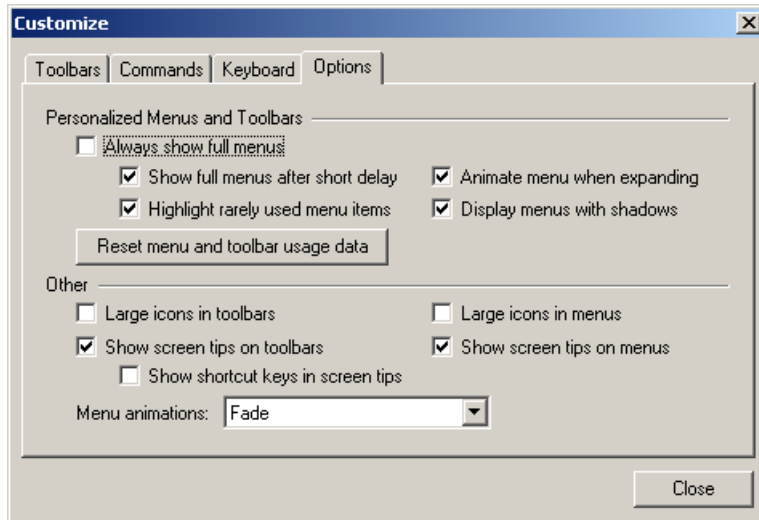 Customize
Toolbars Commands Keyboard Options
Personalized Menus and Toolbars
Always show full menus
Show full menus after short delay Animate menu when expanding
Highlight rarely used menu items Display menus with shadows
Reset menu and toolbar usage data
Other
Large icons in toolbars Large icons in menus
Show screen tips on toolbars Show screen tips on menus
Show shortcut keys in screen tips
Menu animations: Fade
Close